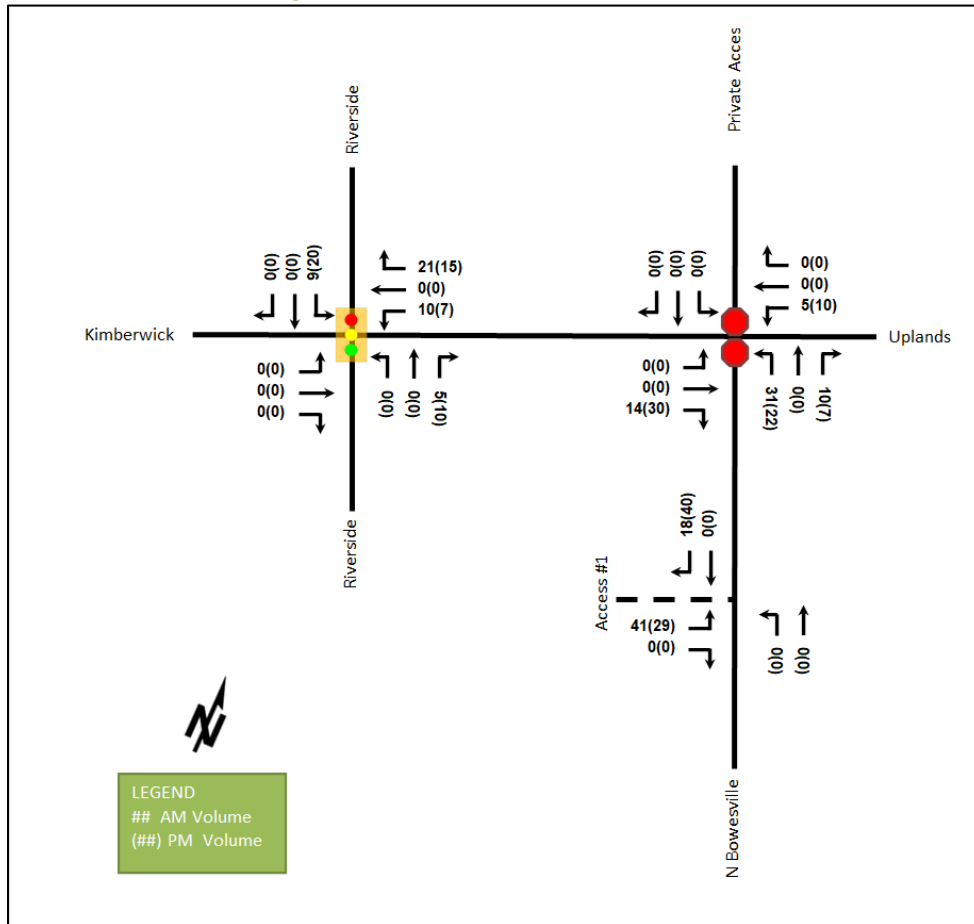 Riverside
Private Acces
0(0)
0(0)
9(20)
21(15)
0(0)
10(7)
0(0)
0(0)
0(0)
0(0)
0(0)
5(10)
Kimberwick
Uplands
0(0)
0(0)
0(0)
0(0)
0(0)
5(10)
0(0)
0(0)
14(30)
31(22)
0(0)
10(7)
Riverside
18(40)
0(0)
Access #1
41(29)
0(0)
0(0)
0(0)
N
N Bowesville
LEGEND
## AM Volume
(##) PM Volume